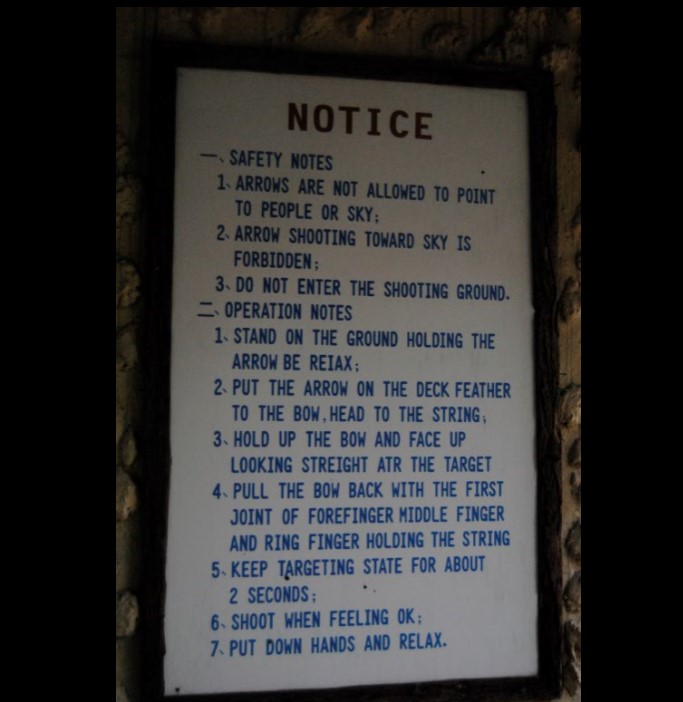 NOTICE
一、SAFETY NOTES
1、ARROWS ARE NOT ALLOWED TO POINT
TO PEOPLE OR SKY;
2、ARROW SHOOTING TOWARD SKY IS
FORBIDDEN;
3、DO NOT ENTER THE SHOOTING GROUND.
二、OPERATION NOTES
1、STAND ON THE GROUND HOLDING THE
ARROW BE REIAX;
2、PUT THE ARROW ON THE DECK FEATHER
TO THE BOW,HEAD TO THE STRING;
3、HOLD UP THE BOW AND FACE UP
LOOKING STREIGHT ATR THE TARGET
4、PULL THE BOW BACK WITH THE FIRST
JOINT OF FOREFINGER MIDDLE FINGER
AND RING FINGER HOLDING THE STRING
5、KEEP TARGETING STATE FOR ABOUT
2 SECONDS;
6、SHOOT WHEN FEELING OK;
7、PUT DOWN HANDS AND RELAX.